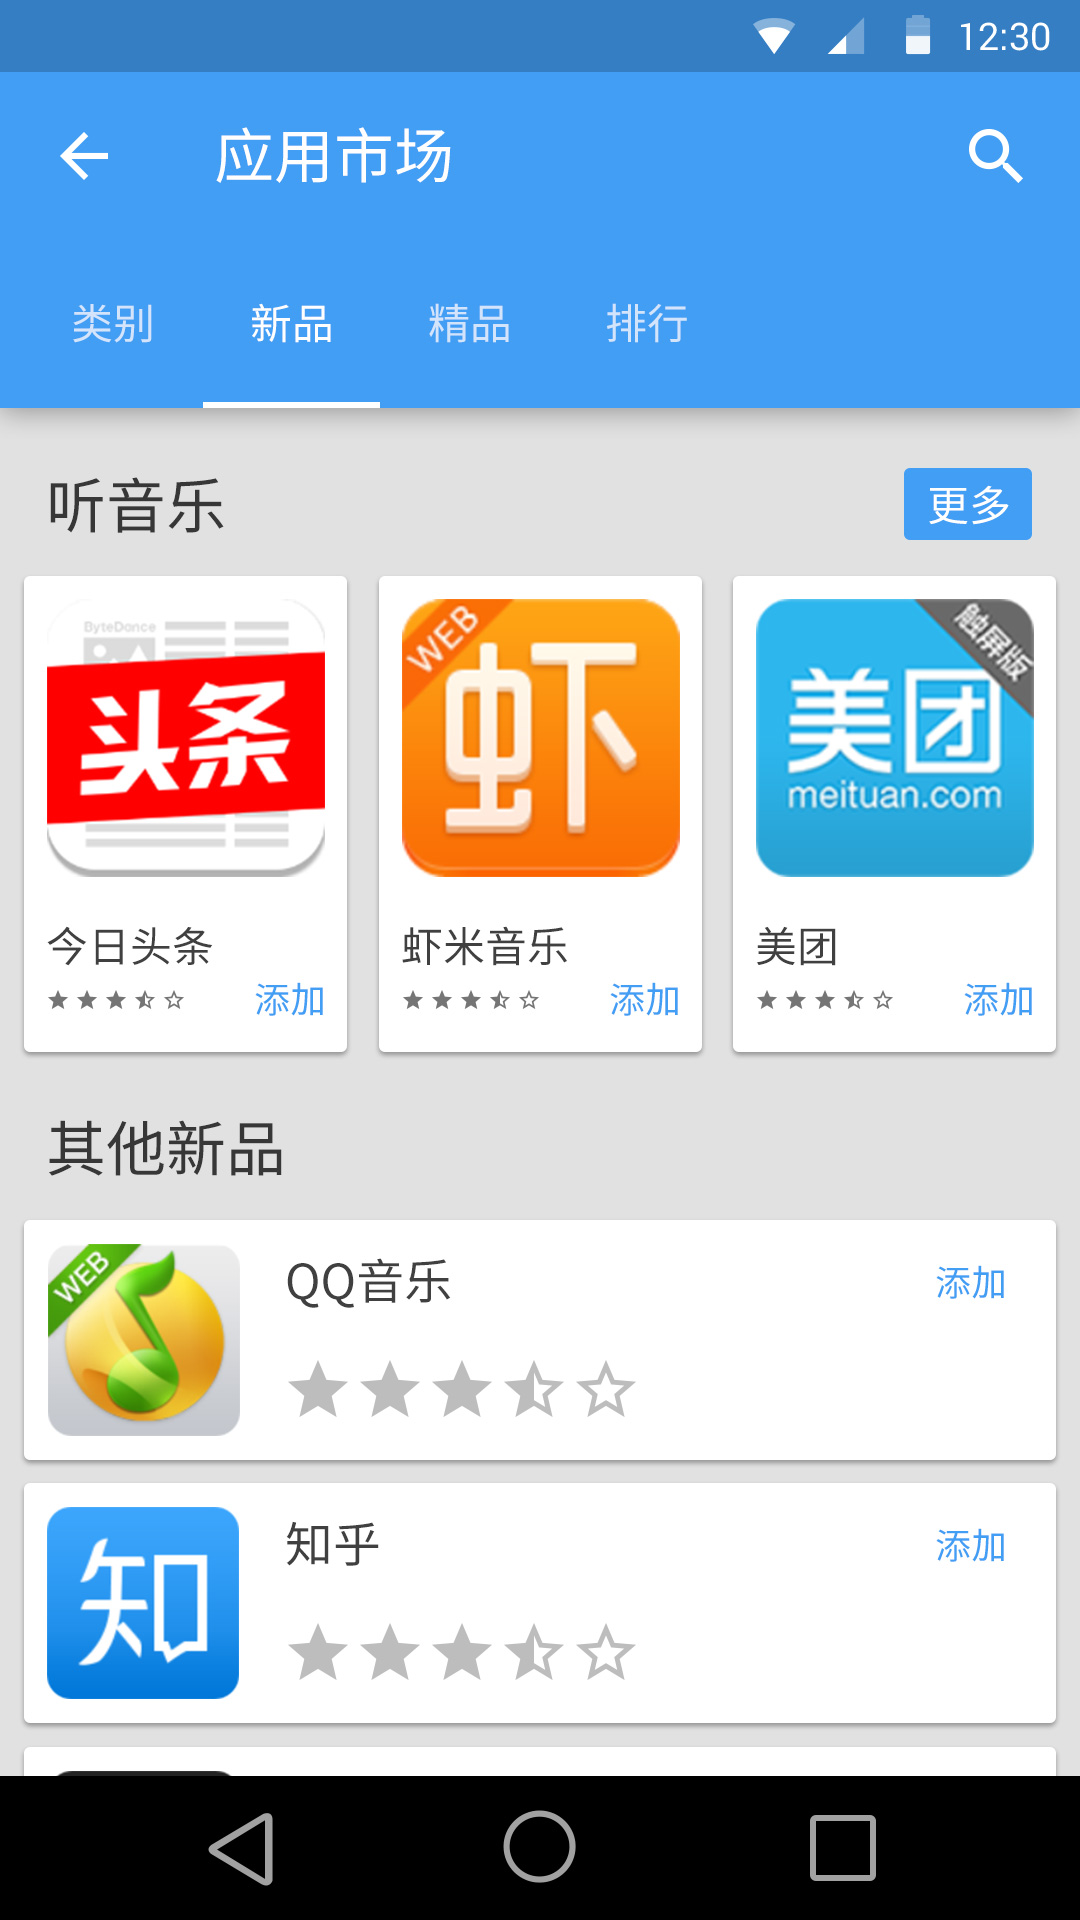 12:30
应用市场
类别 新品 精品 排行
听音乐 更多
ByteDonce
头条
WEB
虾
触屏版
美团
meituan.com
今日头条 虾米音乐 美团
添加 添加 添加
其他新品
WEB
QQ音乐 添加
知
知乎 添加